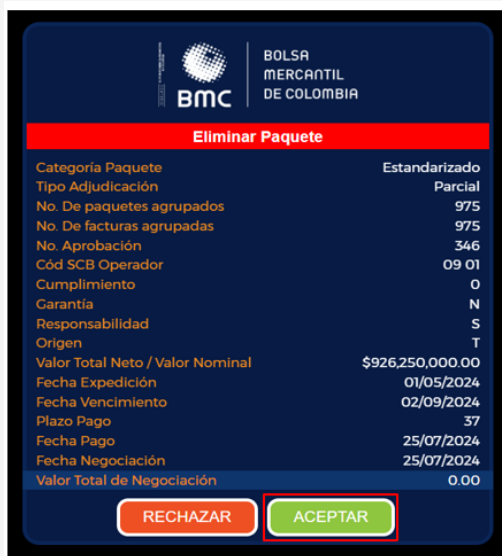 BMC
BOLSA
MERCANTIL
DE COLOMBIA
Eliminar Paquete
Categoría Paquete Estandarizado
Tipo Adjudicación Parcial
No. De paquetes agrupados 975
No. De facturas agrupadas 975
No. Aprobación 346
Cód SCB Operador 09 01
Cumplimiento 0
Garantía N
Responsabilidad S
Origen T
Valor Total Neto / Valor Nominal $926,250,000.00
Fecha Expedición 01/05/2024
Fecha Vencimiento 02/09/2024
Plazo Pago 37
Fecha Pago 25/07/2024
Fecha Negociación 25/07/2024
Valor Total de Negociación 0.00
RECHAZAR ACEPTAR